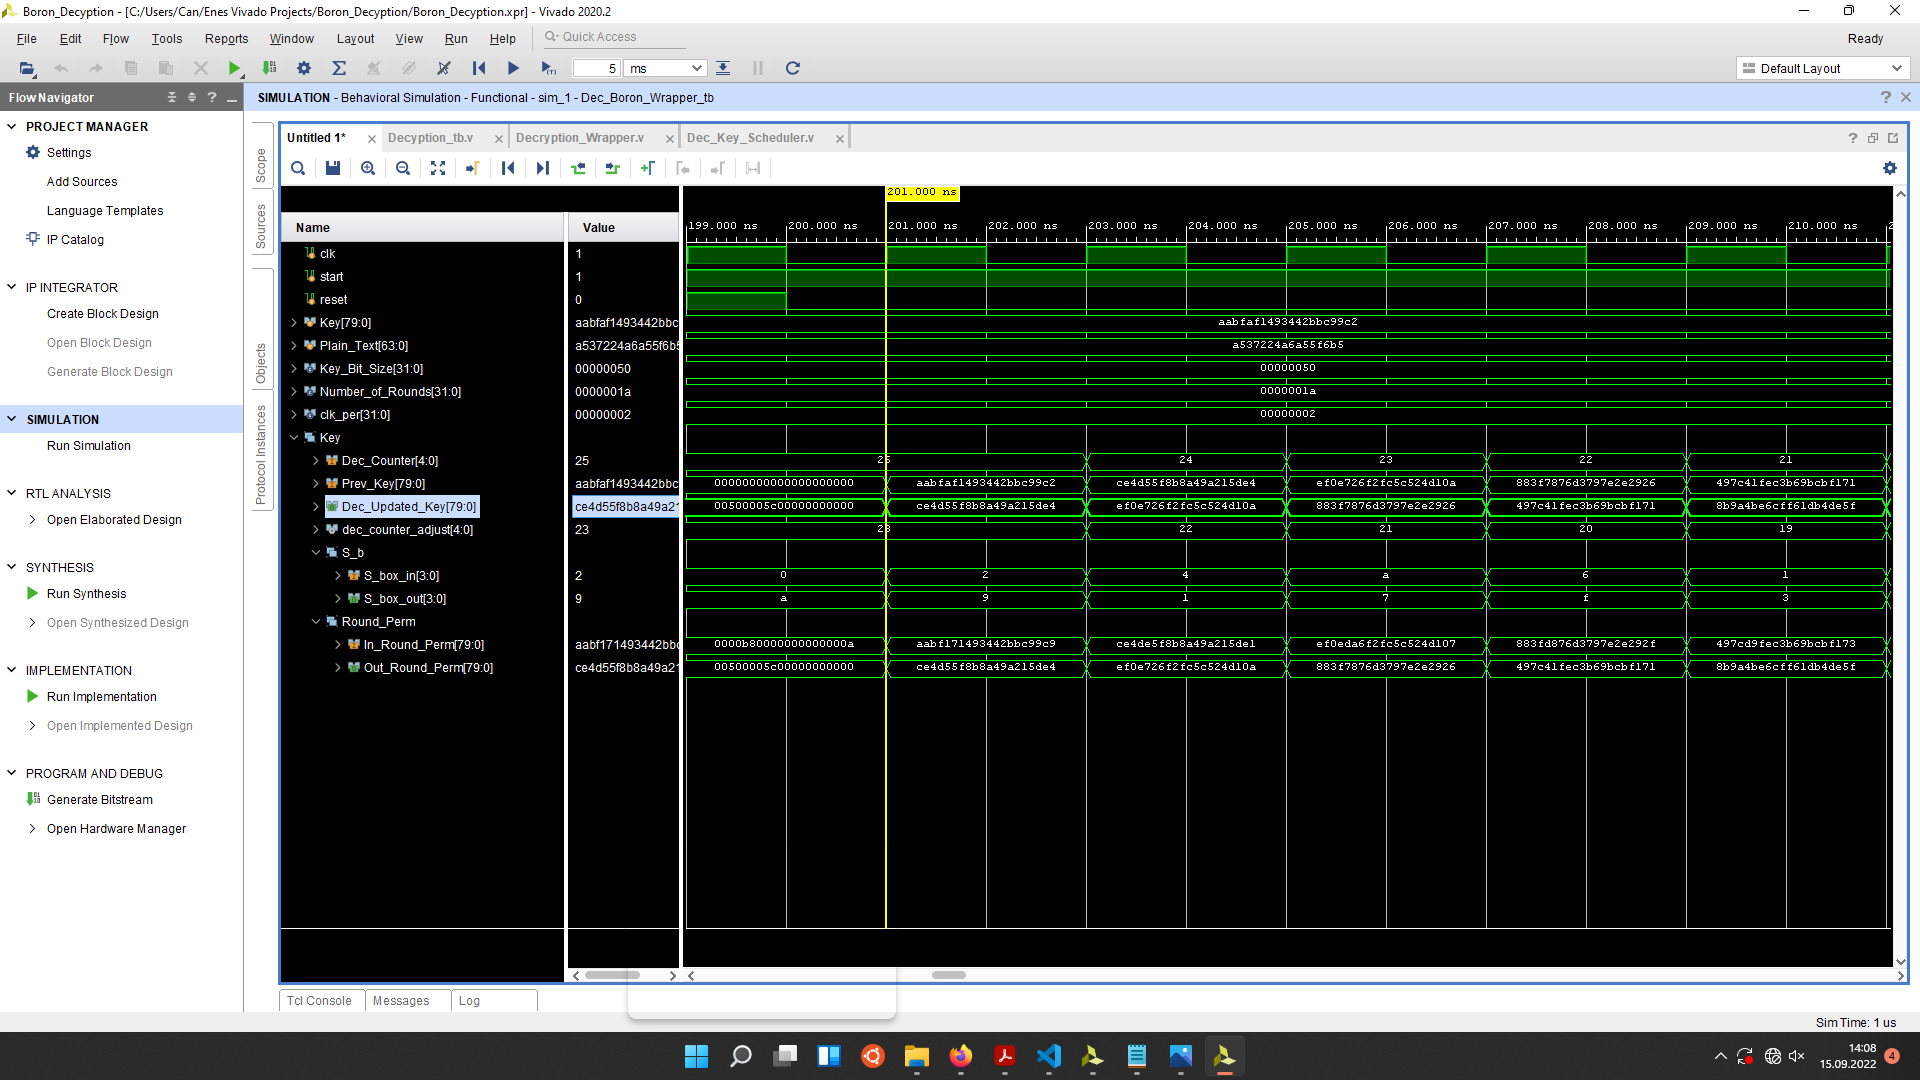 Boron_Decyption - [C:/Users/Can/Enes Vivado Projects/Boron_Decyption/Boron_Decyption.xpr] - Vivado 2020.2
File Edit Flow Tools Reports Window Layout View Run Help Quick Access Ready
5 ms Default Layout
Flow Navigator
SIMULATION - Behavioral Simulation - Functional - sim_1 - Dec_Boron_Wrapper_tb
PROJECT MANAGER
Settings
Add Sources
Language Templates
IP Catalog
IP INTEGRATOR
Create Block Design
Open Block Design
Generate Block Design
SIMULATION
Run Simulation
RTL ANALYSIS
Open Elaborated Design
SYNTHESIS
Run Synthesis
Open Synthesized Design
IMPLEMENTATION
Run Implementation
Open Implemented Design
PROGRAM AND DEBUG
Generate Bitstream
Open Hardware Manager
Scope
Sources
Objects
Protocol Instances
Untitled 1* Decyption_tb.v Decryption_Wrapper.v Dec_Key_Scheduler.v
201.000 ns
Name Value 199.000 ns 200.000 ns 201.000 ns 202.000 ns 203.000 ns 204.000 ns 205.000 ns 206.000 ns 207.000 ns 208.000 ns 209.000 ns 210.000 ns
clk 1
start 1
reset 0
Key[79:0] aabfaf1493442bbc aabfaf1493442bbc99c2
Plain_Text[63:0] a537224a6a55f6b5 a537224a6a55f6b5
Key_Bit_Size[31:0] 00000050 00000050
Number_of_Rounds[31:0] 0000001a 0000001a
clk_per[31:0] 00000002 00000002
Key
Dec_Counter[4:0] 25 25 24 23 22 21
Prev_Key[79:0] aabfaf1493442bbc 00000000000000000000 aabfaf1493442bbc99c2 ce4d55f8b8a49a215de4 ef0e726f2fc5c524d10a 883f7876d3797e2e2926 497c41fec3b69bcbf171
Dec_Updated_Key[79:0] ce4d55f8b8a49a21 00500005c00000000000 ce4d55f8b8a49a215de4 ef0e726f2fc5c524d10a 883f7876d3797e2e2926 497c41fec3b69bcbf171 8b9a4be6cff61db4de5f
dec_counter_adjust[4:0] 23 23 22 21 20 19
S_b
S_box_in[3:0] 2 0 2 4 a 6 1
S_box_out[3:0] 9 a 9 1 7 f 3
Round_Perm
In_Round_Perm[79:0] aabf171493442bbc 0000b80000000000000a aabf171493442bbc99c9 ce4de5f8b8a49a215de1 ef0eda6f2fc5c524d107 883fd876d3797e2e292f 497cd9fec3b69bcbf173
Out_Round_Perm[79:0] ce4d55f8b8a49a21 00500005c00000000000 ce4d55f8b8a49a215de4 ef0e726f2fc5c524d10a 883f7876d3797e2e2926 497c41fec3b69bcbf171 8b9a4be6cff61db4de5f
Tcl Console Messages Log
Sim Time: 1 us
14:08
15.09.2022
4